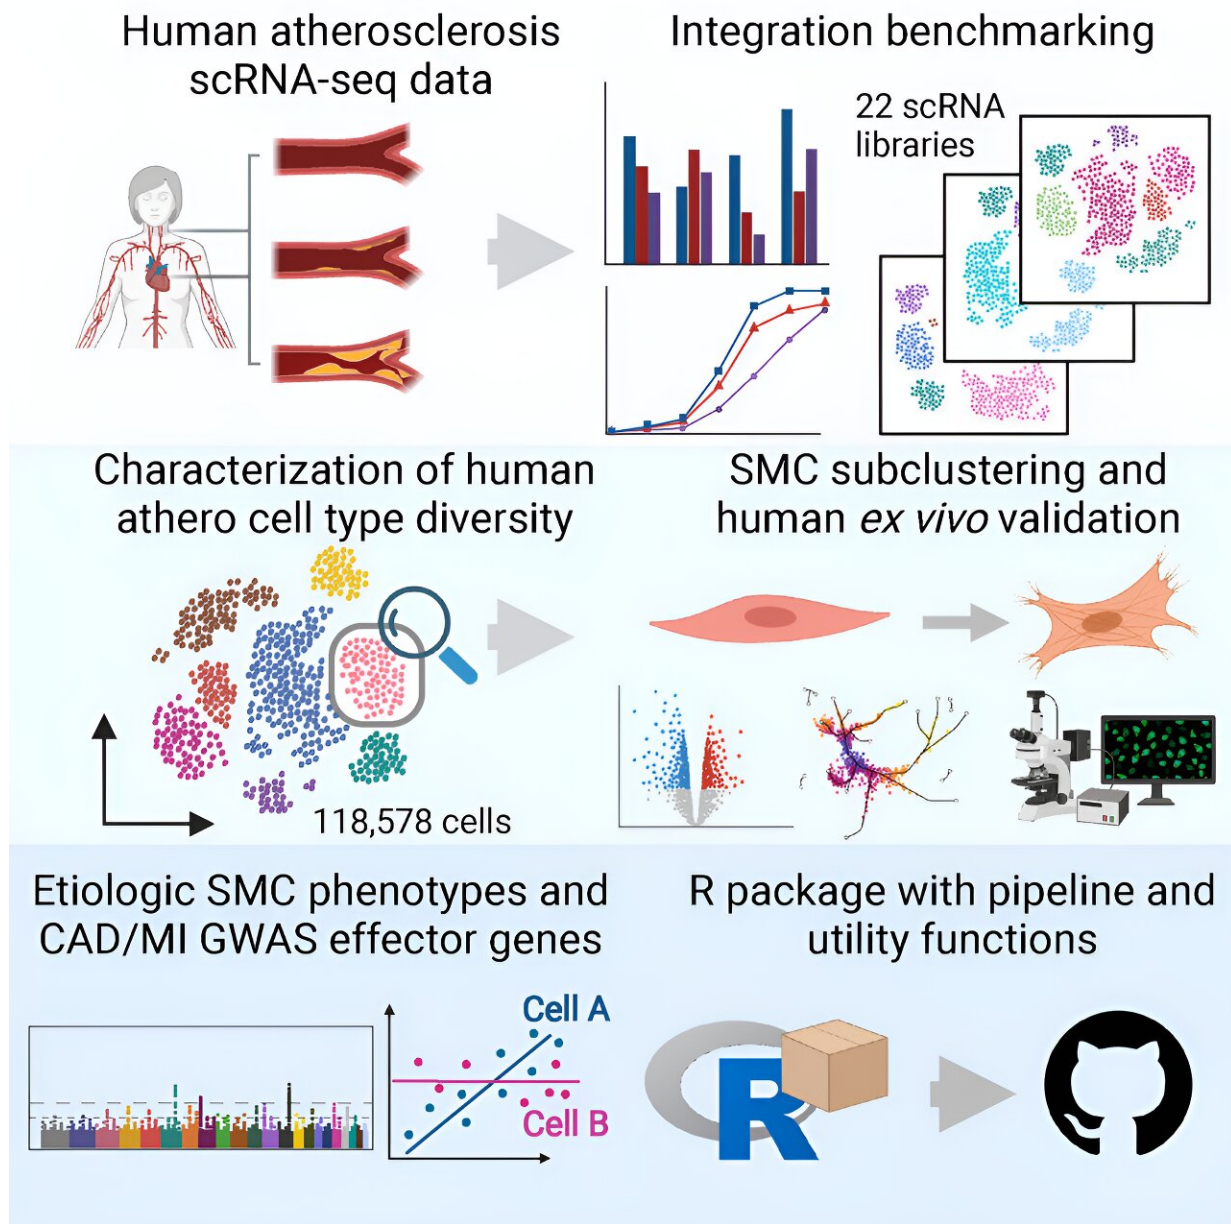 Human atherosclerosis
scRNA-seq data
Integration benchmarking
22 scRNA
libraries
Characterization of human
athero cell type diversity
118,578 cells
SMC subclustering and
human ex vivo validation
Etiologic SMC phenotypes and
CAD/MI GWAS effector genes
Cell A
Cell B
R package with pipeline and
utility functions
R